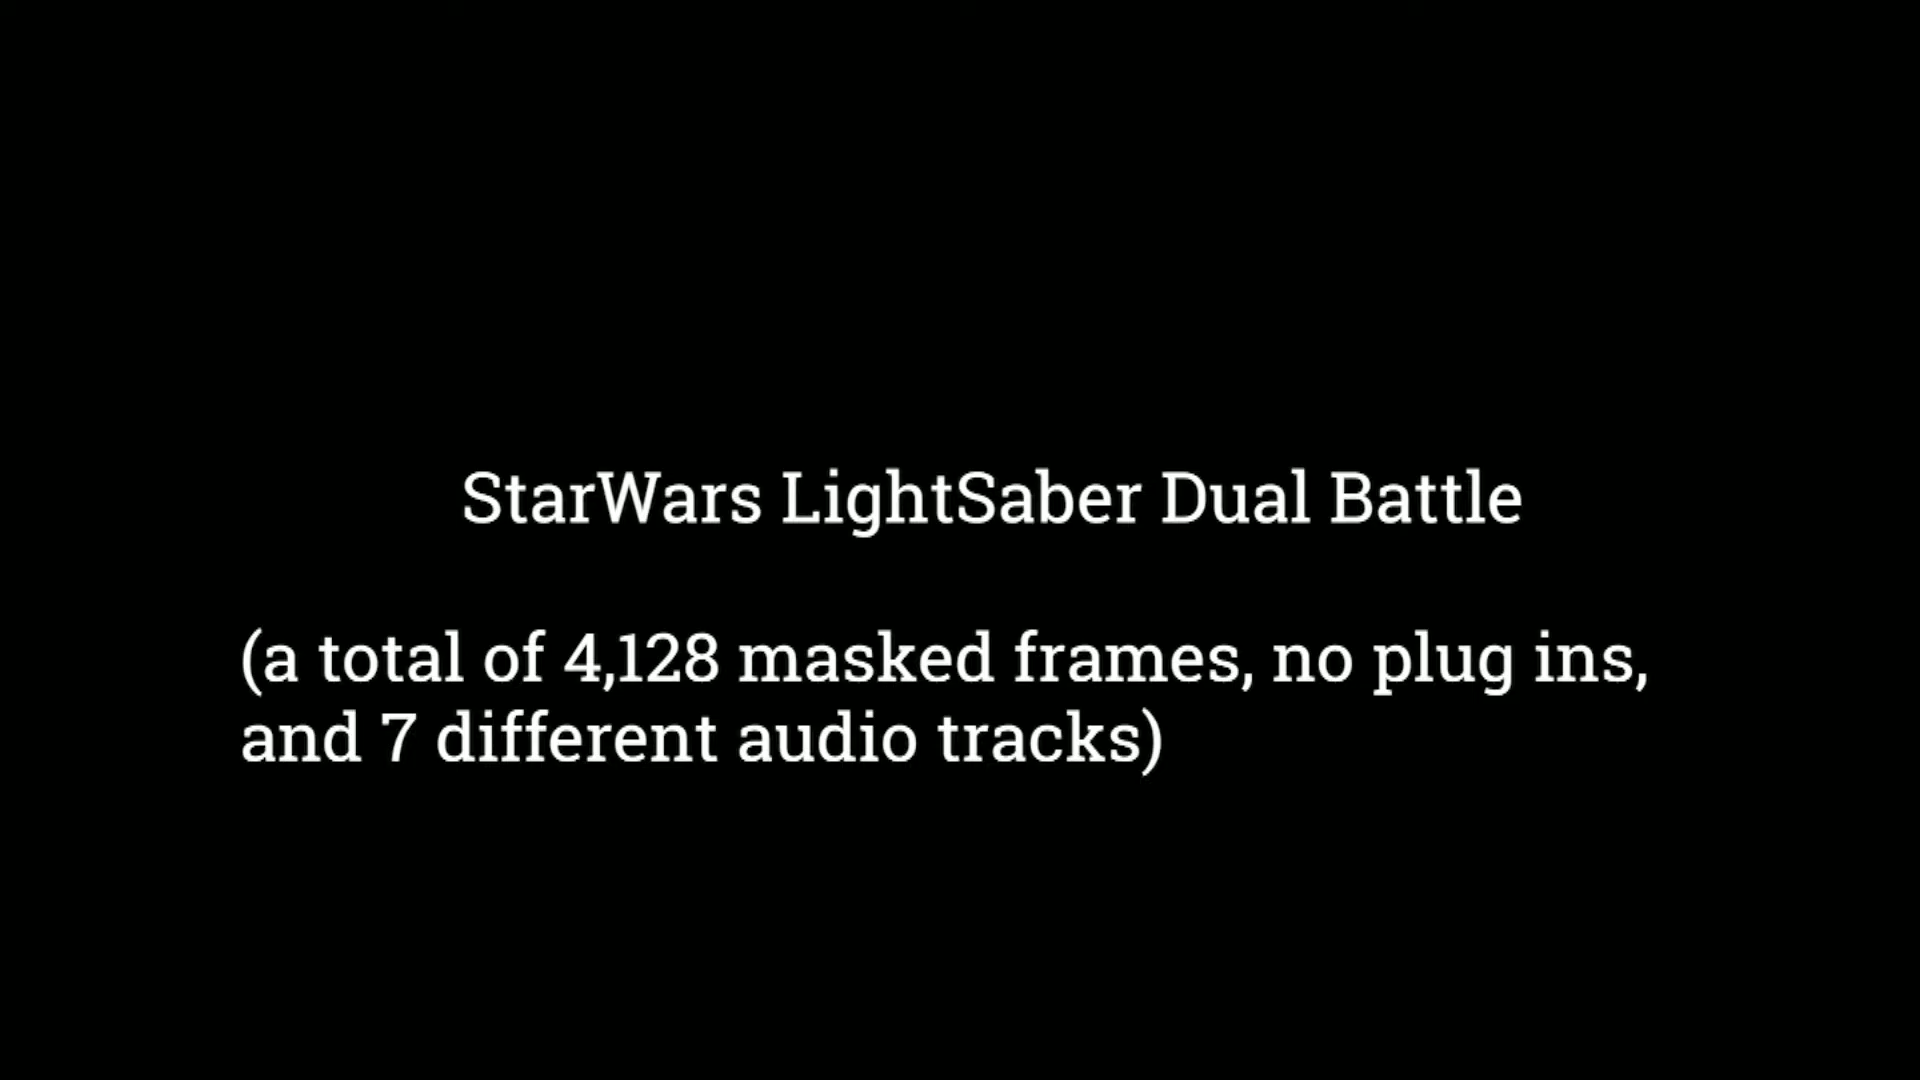 StarWars LightSaber Dual Battle
(a total of 4,128 masked frames, no plug ins,
and 7 different audio tracks)